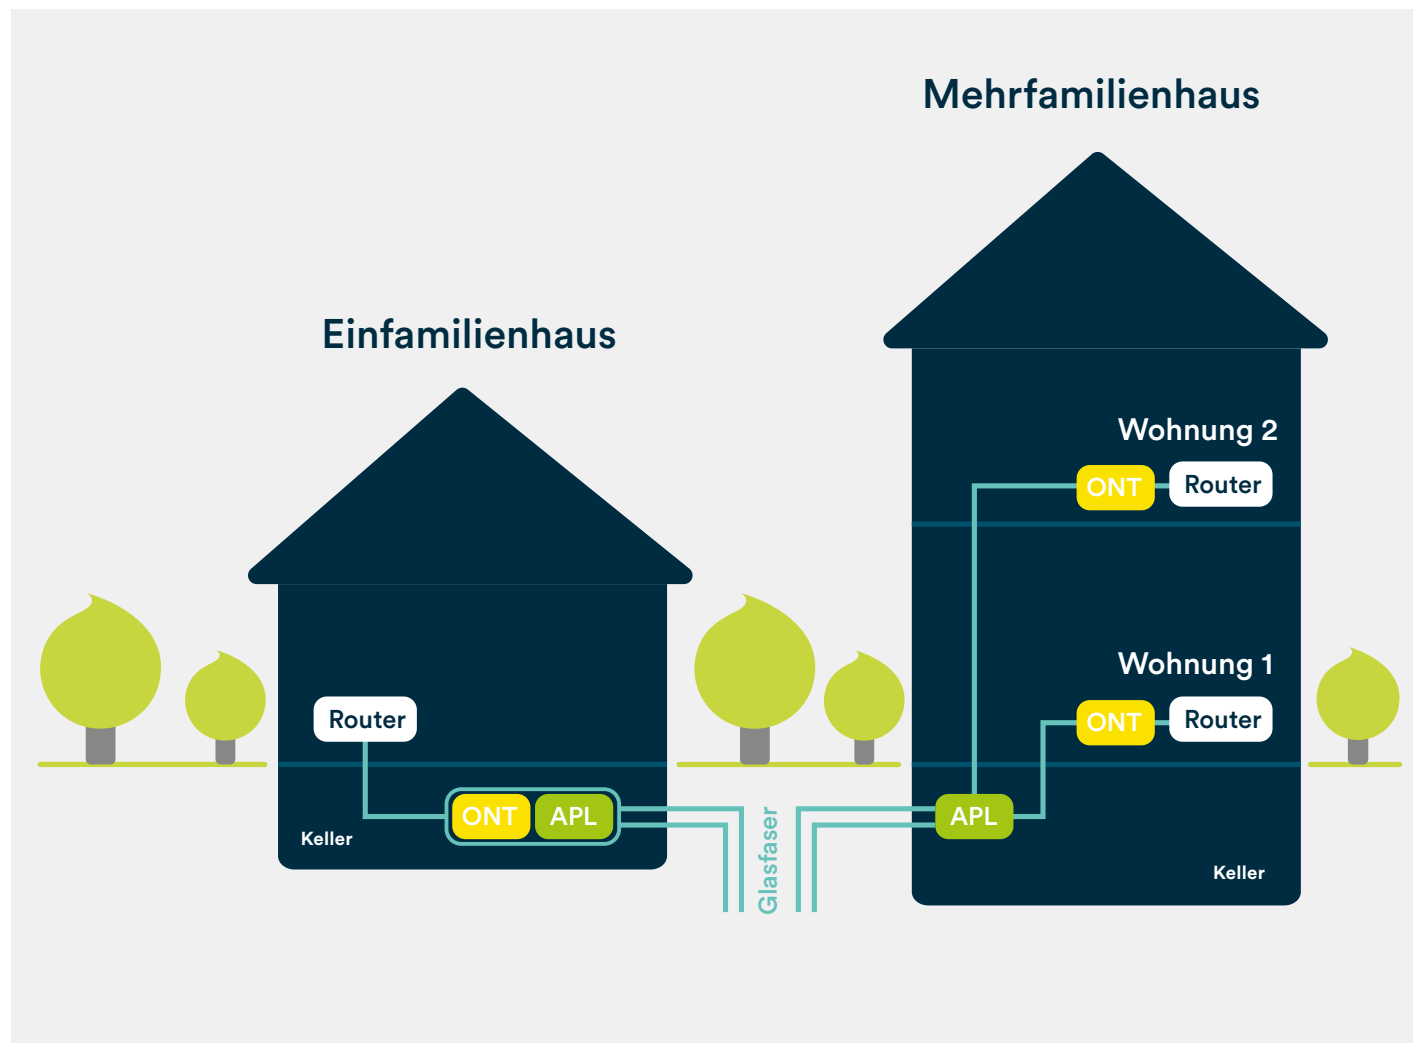 Mehrfamilienhaus
Einfamilienhaus
Wohnung 2
ONT Router
Wohnung 1
Router
ONT Router
ONT APL
Glasfaser
APL
Keller
Keller